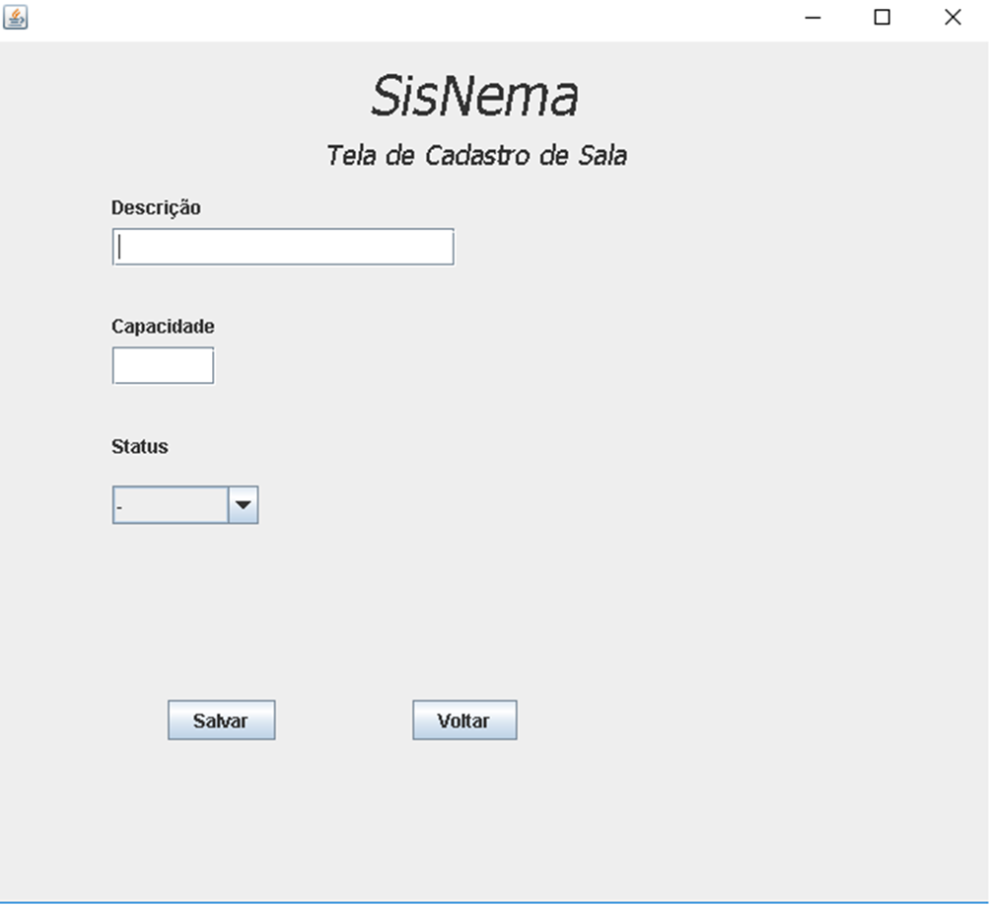 SisNema
Tela de Cadastro de Sala
Descrição
Capacidade
Status
-
Salvar
Voltar